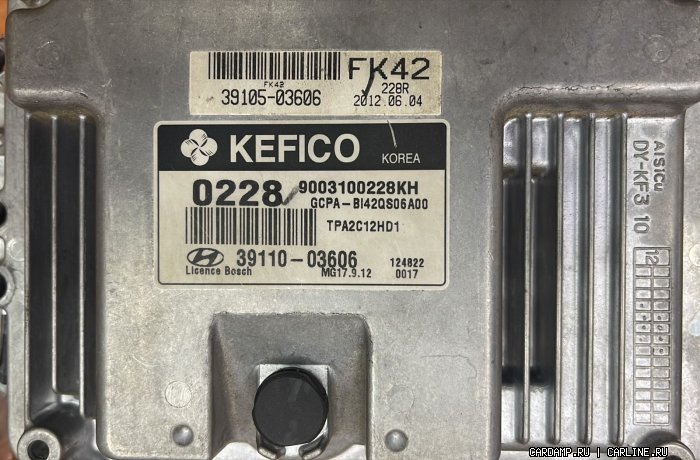 FK42
FK42
228R
39105-03606
2012.06.04
KEFICO
KOREA
0228
9003100228KH
GCPA-BI42QS06A00
TPA2C12HD1
39110-03606
124822
Licence Bosch
MG17.9.12
0017
AISICU
DY-KF3 10
12
CARDAMP.RU | CARLINE.RU